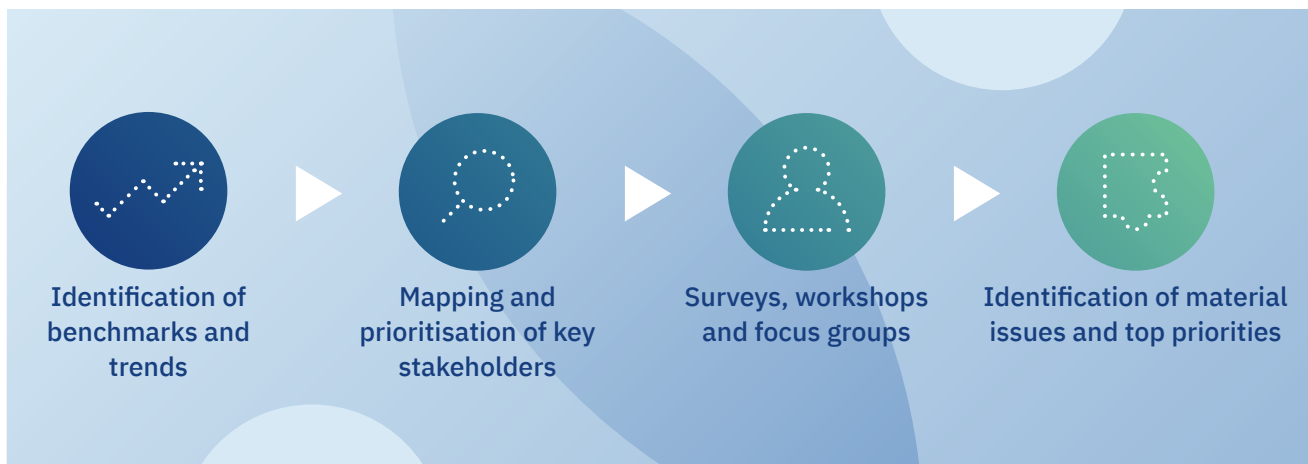 Identification of
benchmarks and
trends
Mapping and
prioritisation of key
stakeholders
Surveys, workshops
and focus groups
Identification of material
issues and top priorities